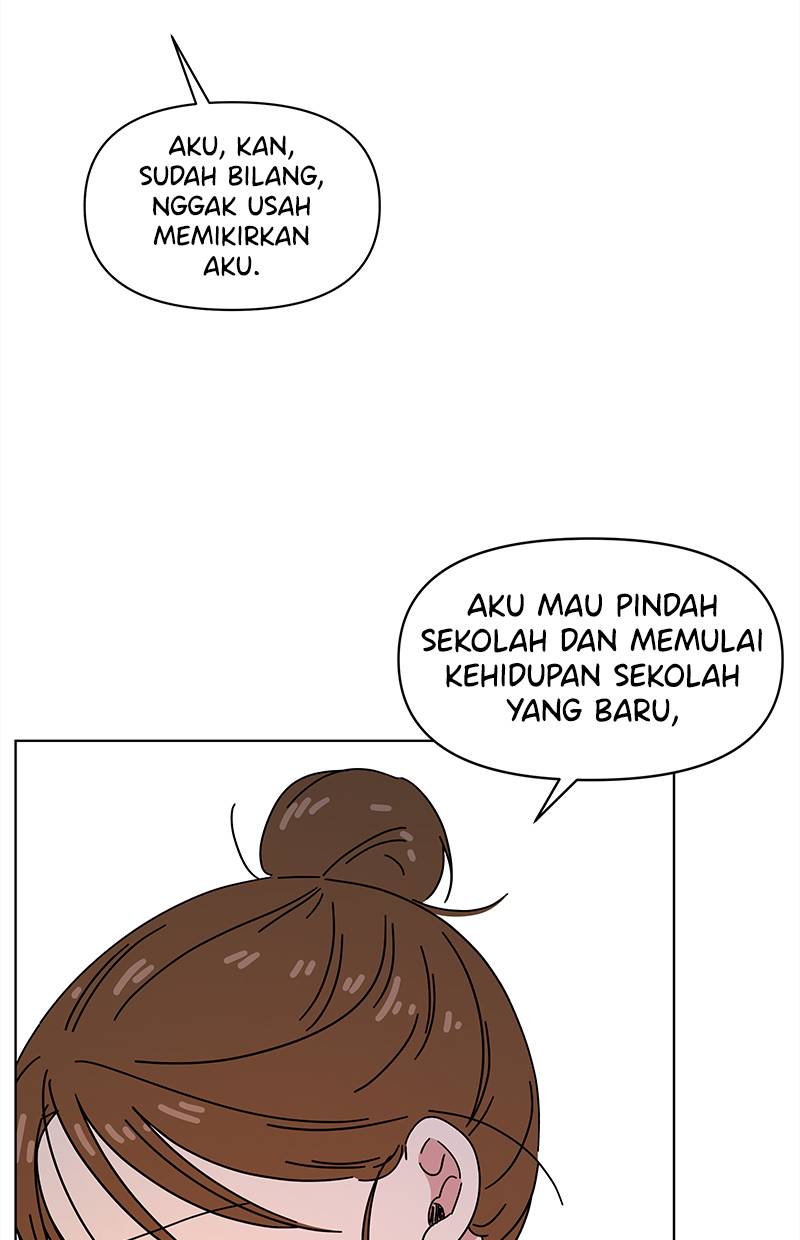 AKU, KAN,
SUDAH BILANG,
NGGAK USAH
MEMIKIRKAN
AKU.
AKU MAU PINDAH
SEKOLAH DAN MEMULAI
KEHIDUPAN SEKOLAH
YANG BARU,